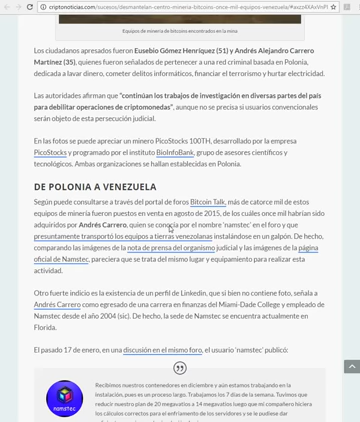 criptonoticias.com/sucesos/desmantelan-centro-mineria-bitcoins-once-mil-equipos-venezuela/#axzz4XAsVnPl
Equipos de minería de bitcoins encontrados en la mina
Los ciudadanos apresados fueron Eusebio Gómez Henriquez (51) y Andrés Alejandro Carrero
Martínez (35), quienes fueron señalados de pertenecer a una red criminal basada en Polonia,
dedicada a lavar dinero, cometer delitos informáticos, financiar el terrorismo y hurtar electricidad.
Las autoridades afirman que "continúan los trabajos de investigación en diversas partes del país
para debilitar operaciones de criptomonedas", aunque no se precisa si usuarios convencionales
serán objeto de esta persecución judicial.
En las fotos se puede apreciar un minero PicoStocks 100TH, desarrollado por la empresa
PicoStocks y programado por el instituto BioInfoBank, grupo de asesores científicos y
tecnológicos. Ambas organizaciones se hallan establecidas en Polonia.
DE POLONIA A VENEZUELA
Según puede consultarse a través del portal de foros Bitcoin Talk, más de catorce mil de estos
equipos de minería fueron puestos en venta en agosto de 2015, de los cuáles once mil habrían sido
adquiridos por Andrés Carrero, quien se conocía por el nombre 'namstec' en el foro y que
presuntamente transportó los equipos a tierras venezolanas instalándose en un galpón. De hecho,
comparando las imágenes de la nota de prensa del organismo judicial y las imágenes de la página
oficial de Namstec, pareciera que se trata del mismo lugar y equipamiento para realizar esta
actividad.
Otro fuerte indicio es la existencia de un perfil de Linkedin, que si bien no contiene foto, señala a
Andrés Carrero como egresado de una carrera en finanzas del Miami-Dade College y empleado de
Namstec desde el año 2004 (sic). De hecho, la sede de Namstec se encuentra actualmente en
Florida.
El pasado 17 de enero, en una discusión en el mismo foro, el usuario 'namstec' publicó:
namstec
Recibimos nuestros contenedores en diciembre y aún estamos trabajando en la
instalación, pues es un proceso largo. Trabajamos los 7 días de la semana. Tuvimos que
reducir nuestro plan de 20 megavatios a 14 megavatios luego que mi compañero hiciera
los cálculos correctos para el enfriamento de los servidores y se le pudiese dar